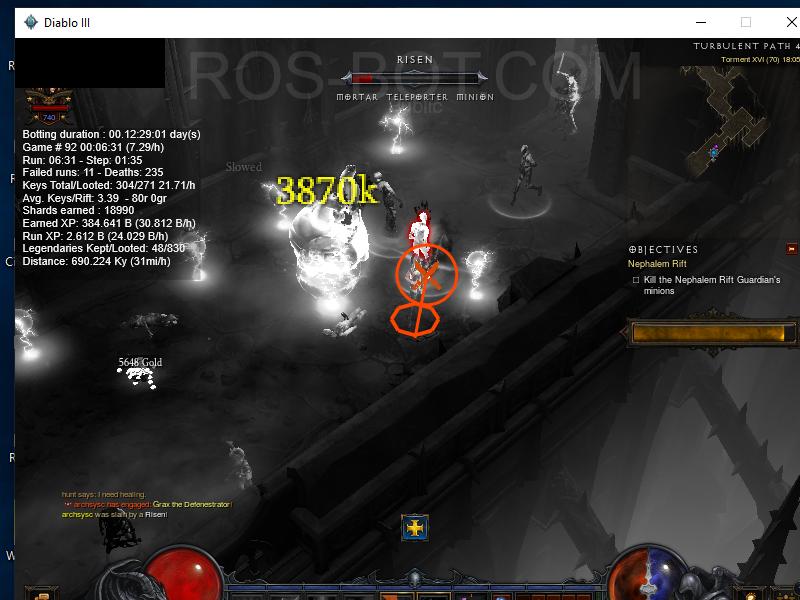 Diablo III
ROS-BOT.COM
TURBULENT PATH 4
Torment XVI (70) 18:05
RISEN
MORTAR TELEPORTER MINION
740
Botting duration : 00.12:29:01 day(s)
Game # 92 00:06:31 (7.29/h)
Run: 06:31 - Step: 01:35
Failed runs: 11 - Deaths: 235
Keys Total/Looted: 304/271 21.71/h
Avg. Keys/Rift: 3.39 - 80r 0gr
Shards earned : 18990
Earned XP: 384.641 B (30.812 B/h)
Run XP: 2.612 B (24.029 B/h)
Legendaries Kept/Looted: 48/830
Distance: 690.224 Ky (31mi/h)
Slowed
3870k
OBJECTIVES
Nephalem Rift
Kill the Nephalem Rift Guardian's
minions
5648 Gold
hunt says: I need healing.
archsysc has engaged: Grax the Defenestrator!
archsysc was slain by a Risen!